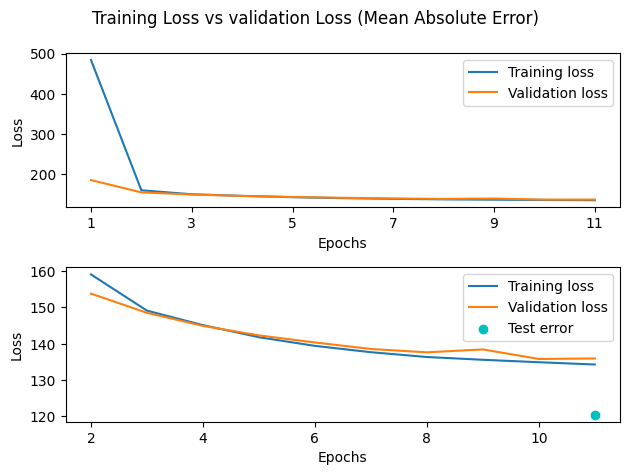 Training Loss vs validation Loss (Mean Absolute Error)
500
400
300
200
Loss
Training loss
Validation loss
1 3 5 7 9 11
Epochs
160
150
140
130
120
Loss
Training loss
Validation loss
Test error
2 4 6 8 10
Epochs